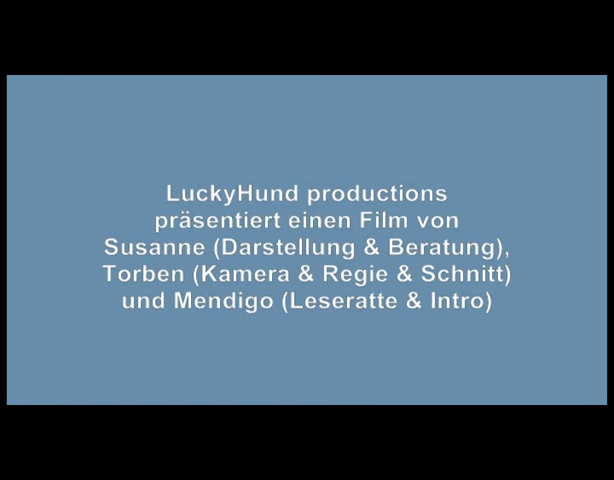 LuckyHund productions
präsentiert einen Film von
Susanne (Darstellung & Beratung),
Torben (Kamera & Regie & Schnitt)
und Mendigo (Leseratte & Intro)